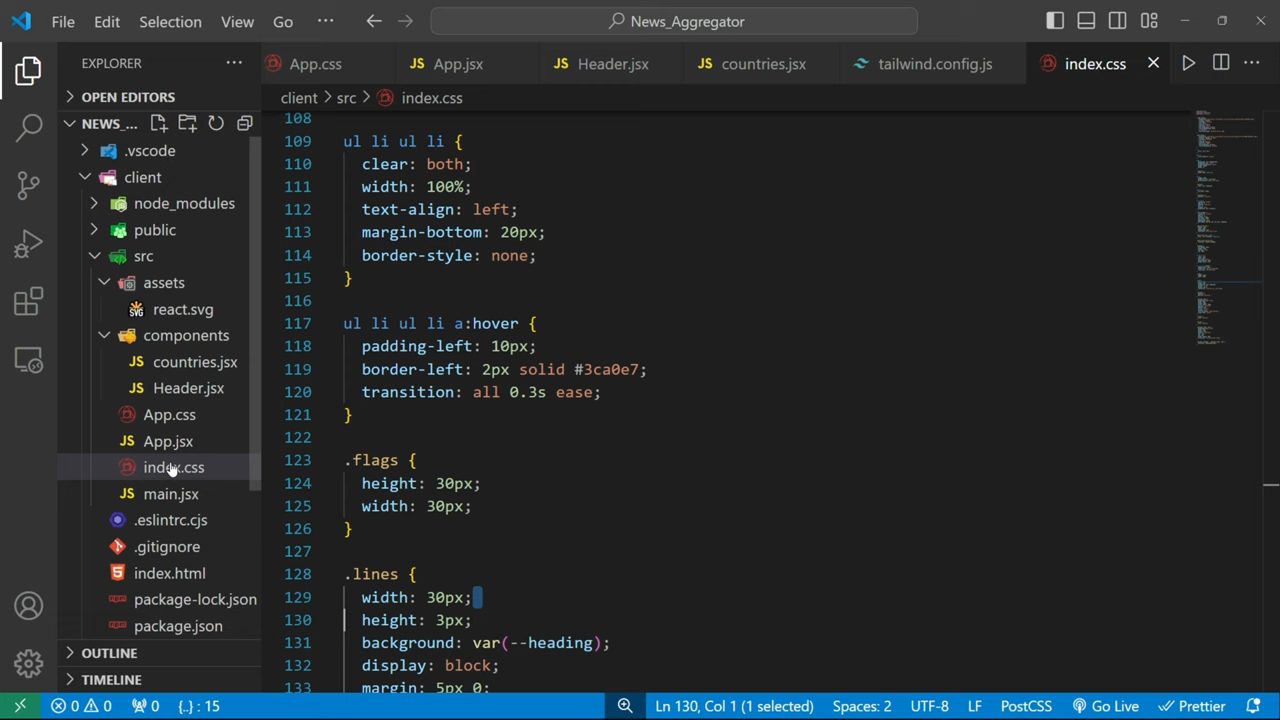 File Edit Selection View Go ··· News_Aggregator
EXPLORER ···
App.css JS App.jsx JS Header.jsx JS countries.jsx tailwind.config.js index.css ···
OPEN EDITORS
client > src > index.css
NEWS_...
.vscode
client
node_modules
public
src
assets
SVG react.svg
components
JS countries.jsx
JS Header.jsx
App.css
JS App.jsx
index.css
JS main.jsx
.eslintrc.cjs
.gitignore
index.html
package-lock.json
package.json
OUTLINE
TIMELINE
108
109 ul li ul li {
110 clear: both;
111 width: 100%;
112 text-align: left;
113 margin-bottom: 20px;
114 border-style: none;
115 }
116
117 ul li ul li a:hover {
118 padding-left: 10px;
119 border-left: 2px solid #3ca0e7;
120 transition: all 0.3s ease;
121 }
122
123 .flags {
124 height: 30px;
125 width: 30px;
126 }
127
128 .lines {
129 width: 30px;
130 height: 3px;
131 background: var(--heading);
132 display: block;
133 margin: 5px 0;
0 0 0 {..} : 15 Ln 130, Col 1 (1 selected) Spaces: 2 UTF-8 LF PostCSS Go Live Prettier